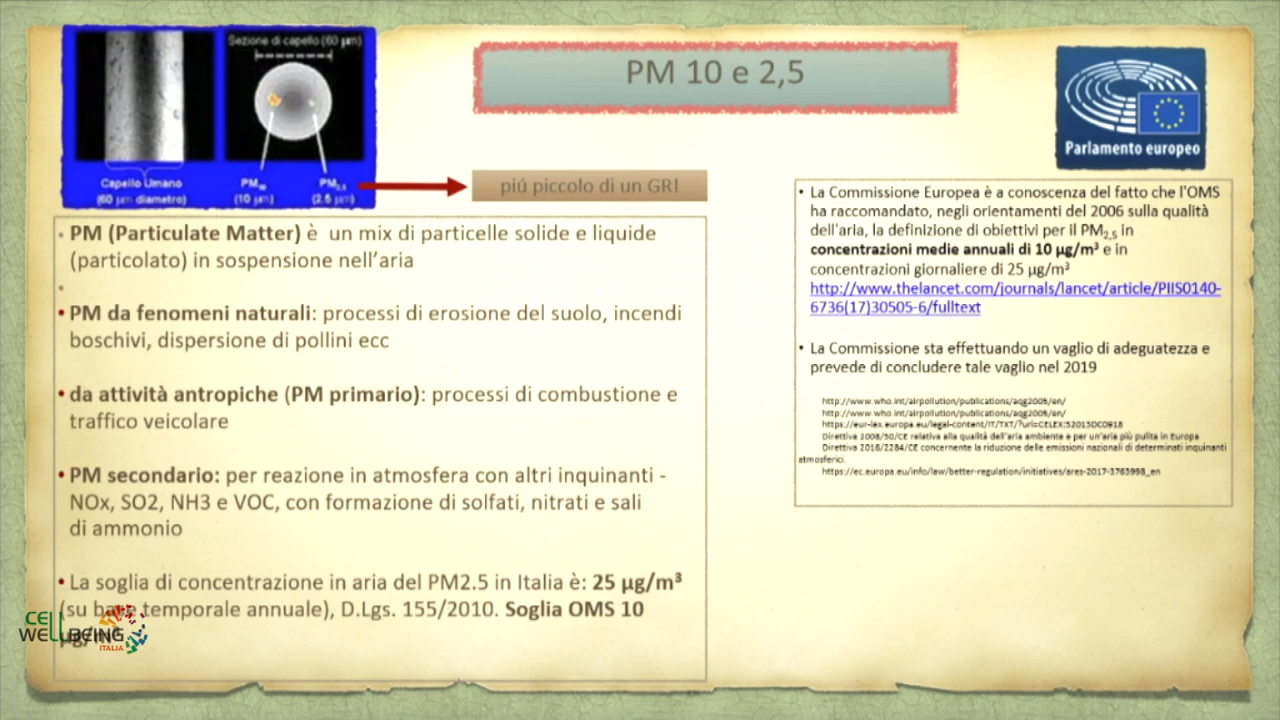 Sezione di capello (60 µm)
PM 10 e 2,5
Parlamento europeo
Capello Umano
(60 µm diametro)
PM10
(10 µm)
PM2.5
(2.5 µm)
piú piccolo di un GR!
• PM (Particulate Matter) è un mix di particelle solide e liquide
(particolato) in sospensione nell'aria
•
• PM da fenomeni naturali: processi di erosione del suolo, incendi
boschivi, dispersione di pollini ecc
• da attività antropiche (PM primario): processi di combustione e
traffico veicolare
• PM secondario: per reazione in atmosfera con altri inquinanti -
NOx, SO2, NH3 e VOC, con formazione di solfati, nitrati e sali
di ammonio
• La soglia di concentrazione in aria del PM2.5 in Italia è: 25 µg/m³
(su base temporale annuale), D.Lgs. 155/2010. Soglia OMS 10
CELL
WELLBEING
ITALIA
• La Commissione Europea è a conoscenza del fatto che l'OMS
ha raccomandato, negli orientamenti del 2006 sulla qualità
dell'aria, la definizione di obiettivi per il PM2,5 in
concentrazioni medie annuali di 10 µg/m³ e in
concentrazioni giornaliere di 25 µg/m³
http://www.thelancet.com/journals/lancet/article/PIIS0140-
6736(17)30505-6/fulltext
• La Commissione sta effettuando un vaglio di adeguatezza e
prevede di concludere tale vaglio nel 2019
http://www.who.int/airpollution/publications/aqg2005/en/
http://www.who.int/airpollution/publications/aqg2005/en/
https://eur-lex.europa.eu/legal-content/IT/TXT/?uri=CELEX:52015DC0918
Direttiva 2008/50/CE relativa alla qualità dell'aria ambiente e per un'aria più pulita in Europa
Direttiva 2016/2284/CE concernente la riduzione delle emissioni nazionali di determinati inquinanti
atmosferici.
https://ec.europa.eu/info/law/better-regulation/initiatives/ares-2017-3763998_en